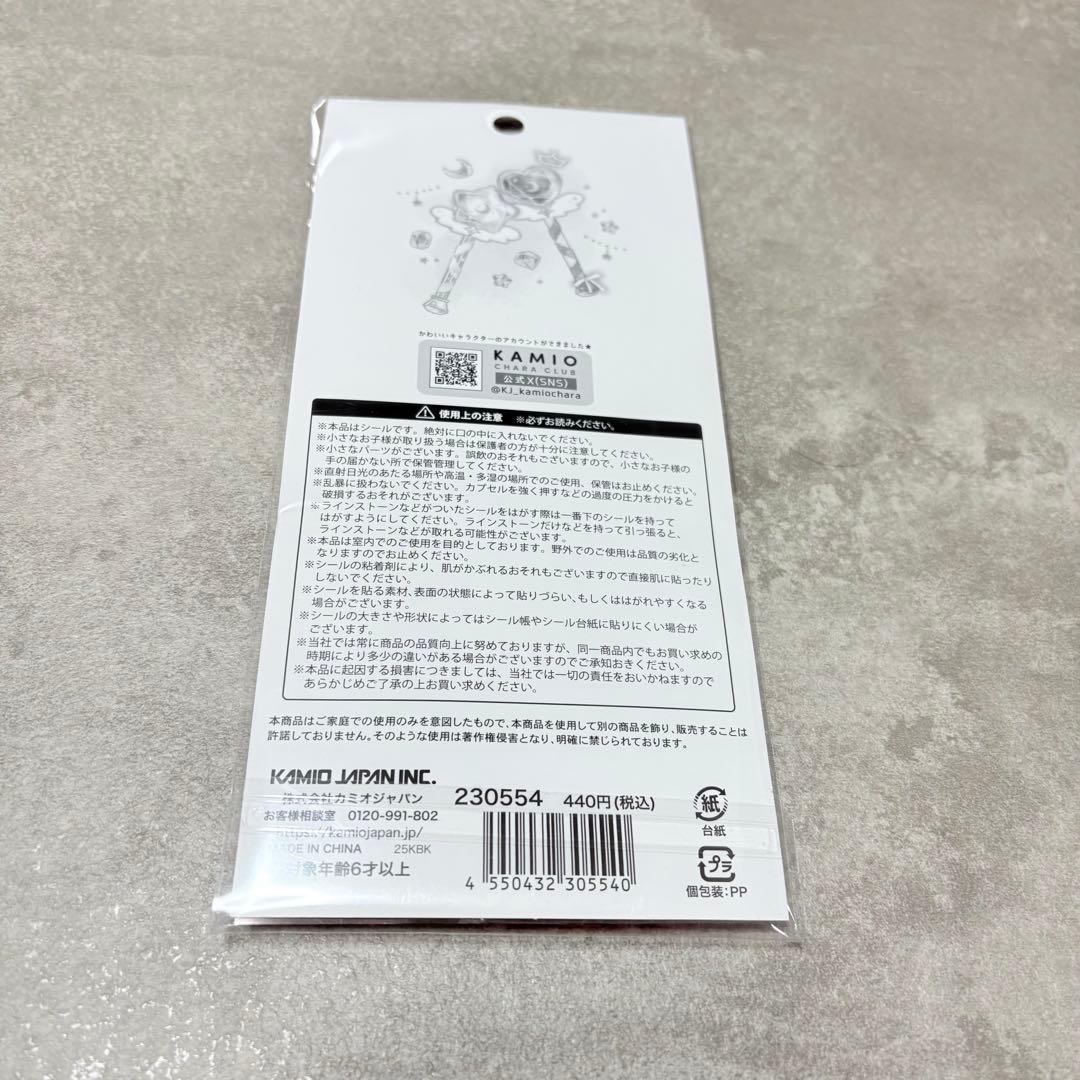 かわいいキャラクターのアカウントができました★
KAMIO
CHARA CLUB
公式X(SNS)
@KJ_kamiochara
使用上の注意 ※必ずお読みください。
※本品はシールです。絶対に口の中に入れないでください。
※小さなお子様が取り扱う場合は保護者の方が十分に注意してください。
※小さなパーツがございます。誤飲のおそれもございますので、小さなお子様の
手の届かない所で保管管理してください。
※直射日光のあたる場所や高温・多湿の場所でのご使用、保管はお止めください。
※乱暴に扱わないでください。カプセルを強く押すなどの過度の圧力をかけると
破損するおそれがございます。
※ラインストーンなどがついたシールをはがす際は一番下のシールを持って
はがすようにしてください。ラインストーンだけなどを持って引っ張ると、
ラインストーンなどが取れる可能性がございます。
※本品は室内でのご使用を目的としております。野外でのご使用は品質の劣化と
なりますのでお止めください。
※シールの粘着剤により、肌がかぶれるおそれもございますので直接肌に貼ったり
しないでください。
※シールを貼る素材、表面の状態によって貼りづらい、もしくははがれやすくなる
場合がございます。
※シールの大きさや形状によってはシール帳やシール台紙に貼りにくい場合が
ございます。
※当社では常に商品の品質向上に努めておりますが、同一商品内でもお買い求めの
時期により多少の違いがある場合がございますのでご承知おきください。
※本品に起因する損害につきましては、当社では一切の責任をおいかねますので
あらかじめご了承の上お買い求めください。
本商品はご家庭での使用のみを意図したもので、本商品を使用して別の商品を飾り、販売することは
許諾しておりません。そのような使用は著作権侵害となり、明確に禁じられております。
KAMIO JAPAN INC.
株式会社カミオジャパン
お客様相談室 0120-991-802
https://kamiojapan.jp/
MADE IN CHINA 25KBK
対象年齢6才以上
230554 440円(税込)
4 550432 305540
紙
台紙
プラ
個包装:PP